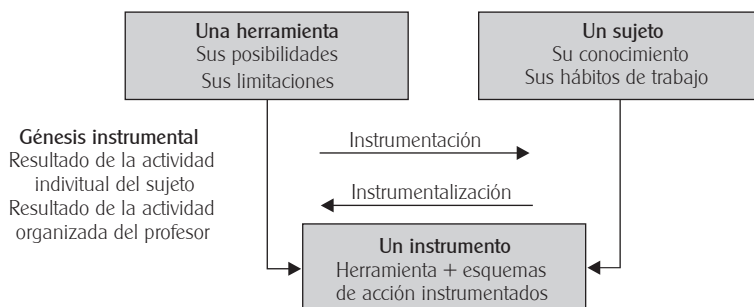 Una herramienta
Sus posibilidades
Sus limitaciones
Un sujeto
Su conocimiento
Sus hábitos de trabajo
Génesis instrumental
Resultado de la actividad
indivitual del sujeto
Resultado de la actividad
organizada del profesor
Instrumentación
Instrumentalización
Un instrumento
Herramienta + esquemas
de acción instrumentados